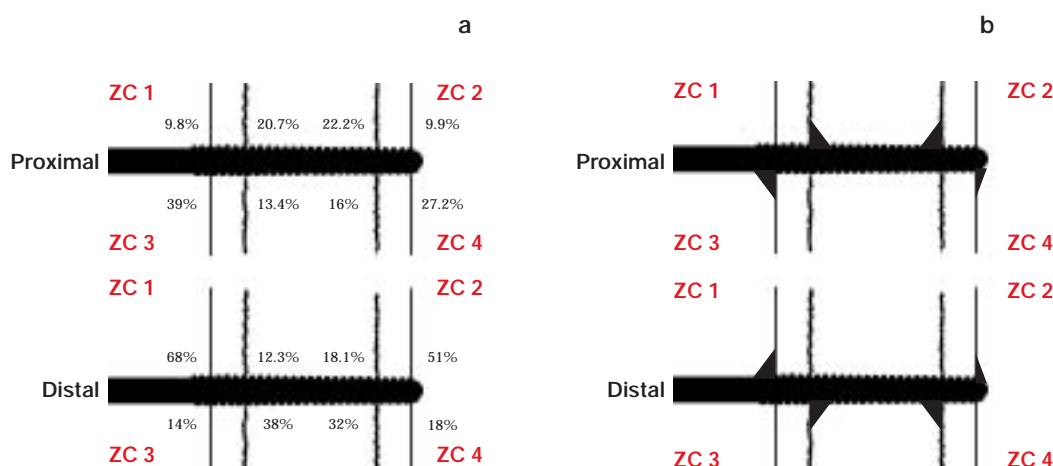 a b
ZC 1 ZC 2 ZC 1 ZC 2
9.8% 20.7% 22.2% 9.9%
Proximal Proximal
39% 13.4% 16% 27.2%
ZC 3 ZC 4 ZC 3 ZC 4
ZC 1 ZC 2 ZC 1 ZC 2
68% 12.3% 18.1% 51%
Distal Distal
14% 38% 32% 18%
ZC 3 ZC 4 ZC 3 ZC 4